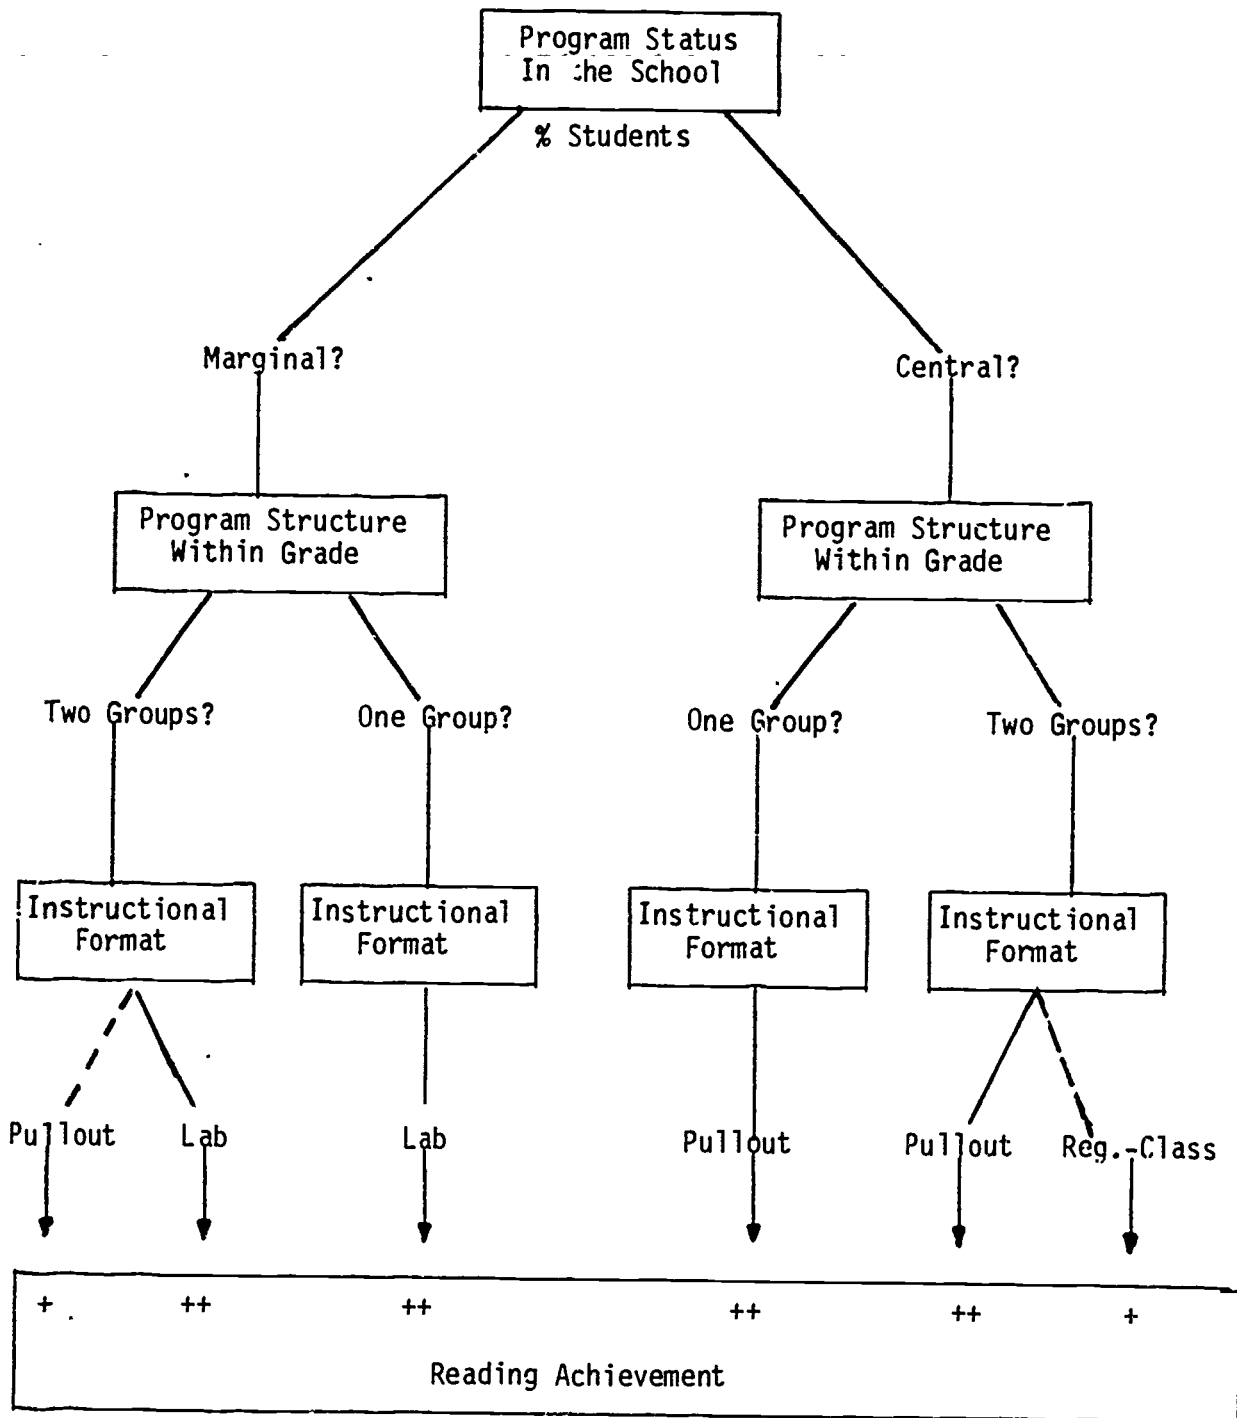 Program Status
In the School
% Students
Marginal?
Central?
Program Structure
Within Grade
Program Structure
Within Grade
Two Groups?
One Group?
One Group?
Two Groups?
Instructional
Format
Instructional
Format
Instructional
Format
Instructional
Format
Pullout
Lab
Lab
Pullout
Pullout
Reg.-Class
+
++
++
++
++
+
Reading Achievement